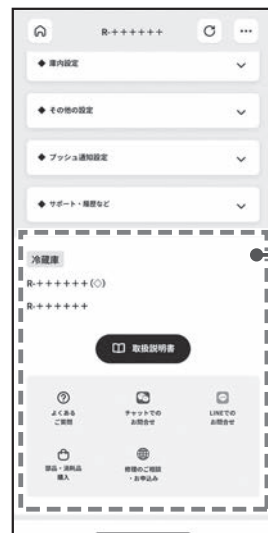 R-++++++
◆ 庫内設定
◆ その他の設定
◆ プッシュ通知設定
◆ サポート・履歴など
冷蔵庫
R-++++++(◇)
R-++++++
取扱説明書
よくある
ご質問
チャットでの
お問合せ
LINEでの
お問合せ
部品・消耗品
購入
修理のご相談
・お申込み